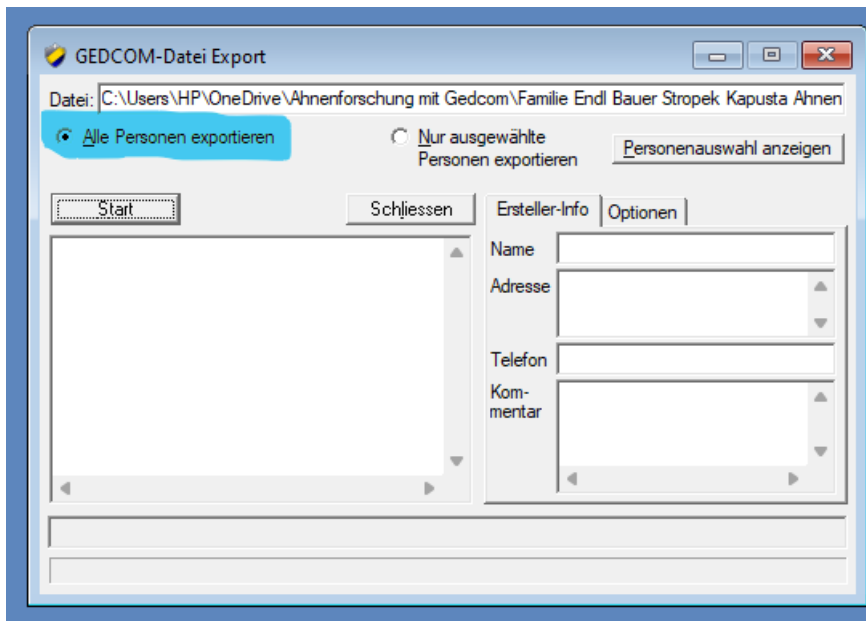 GEDCOM-Datei Export
Datei: C:\Users\HP\OneDrive\Ahnenforschung mit Gedcom\Familie Endl Bauer Stropek Kapusta Ahnen
Alle Personen exportieren
Nur ausgewählte
Personen exportieren
Personenauswahl anzeigen
Start
Schliessen
Ersteller-Info
Optionen
Name
Adresse
Telefon
Kom-
mentar